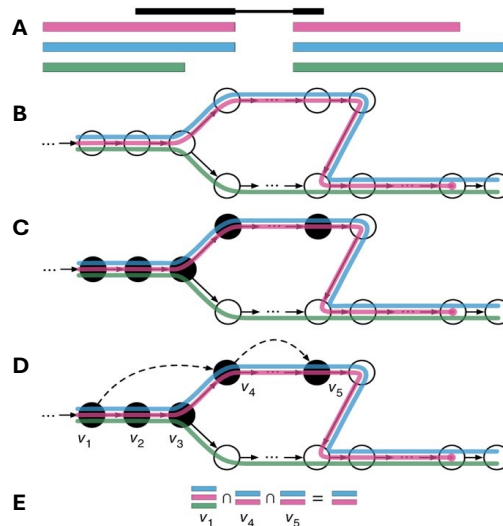 A
B
... ... ... ...
C
... ... ... ...
D
... ... ... ...
v4 v5
v1 v2 v3
E
∩ ∩ =
v1 v4 v5